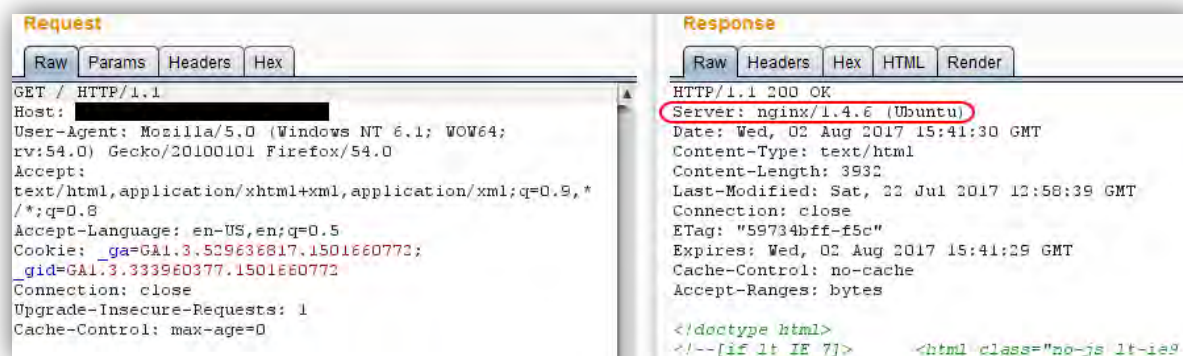 Request
Raw Params Headers Hex
GET / HTTP/1.1
Host:
User-Agent: Mozilla/5.0 (Windows NT 6.1; WOW64;
rv:54.0) Gecko/20100101 Firefox/54.0
Accept:
text/html,application/xhtml+xml,application/xml;q=0.9,*
/*;q=0.8
Accept-Language: en-US,en;q=0.5
Cookie: _ga=GA1.3.529636817.1501660772;
_gid=GA1.3.333960377.1501660772
Connection: close
Upgrade-Insecure-Requests: 1
Cache-Control: max-age=0
Response
Raw Headers Hex HTML Render
HTTP/1.1 200 OK
Server: nginx/1.4.6 (Ubuntu)
Date: Wed, 02 Aug 2017 15:41:30 GMT
Content-Type: text/html
Content-Length: 3932
Last-Modified: Sat, 22 Jul 2017 12:58:39 GMT
Connection: close
ETag: "59734bff-f5c"
Expires: Wed, 02 Aug 2017 15:41:29 GMT
Cache-Control: no-cache
Accept-Ranges: bytes
<!doctype html>
<!--[if lt IE 7]> <html class="no-js lt-ie9